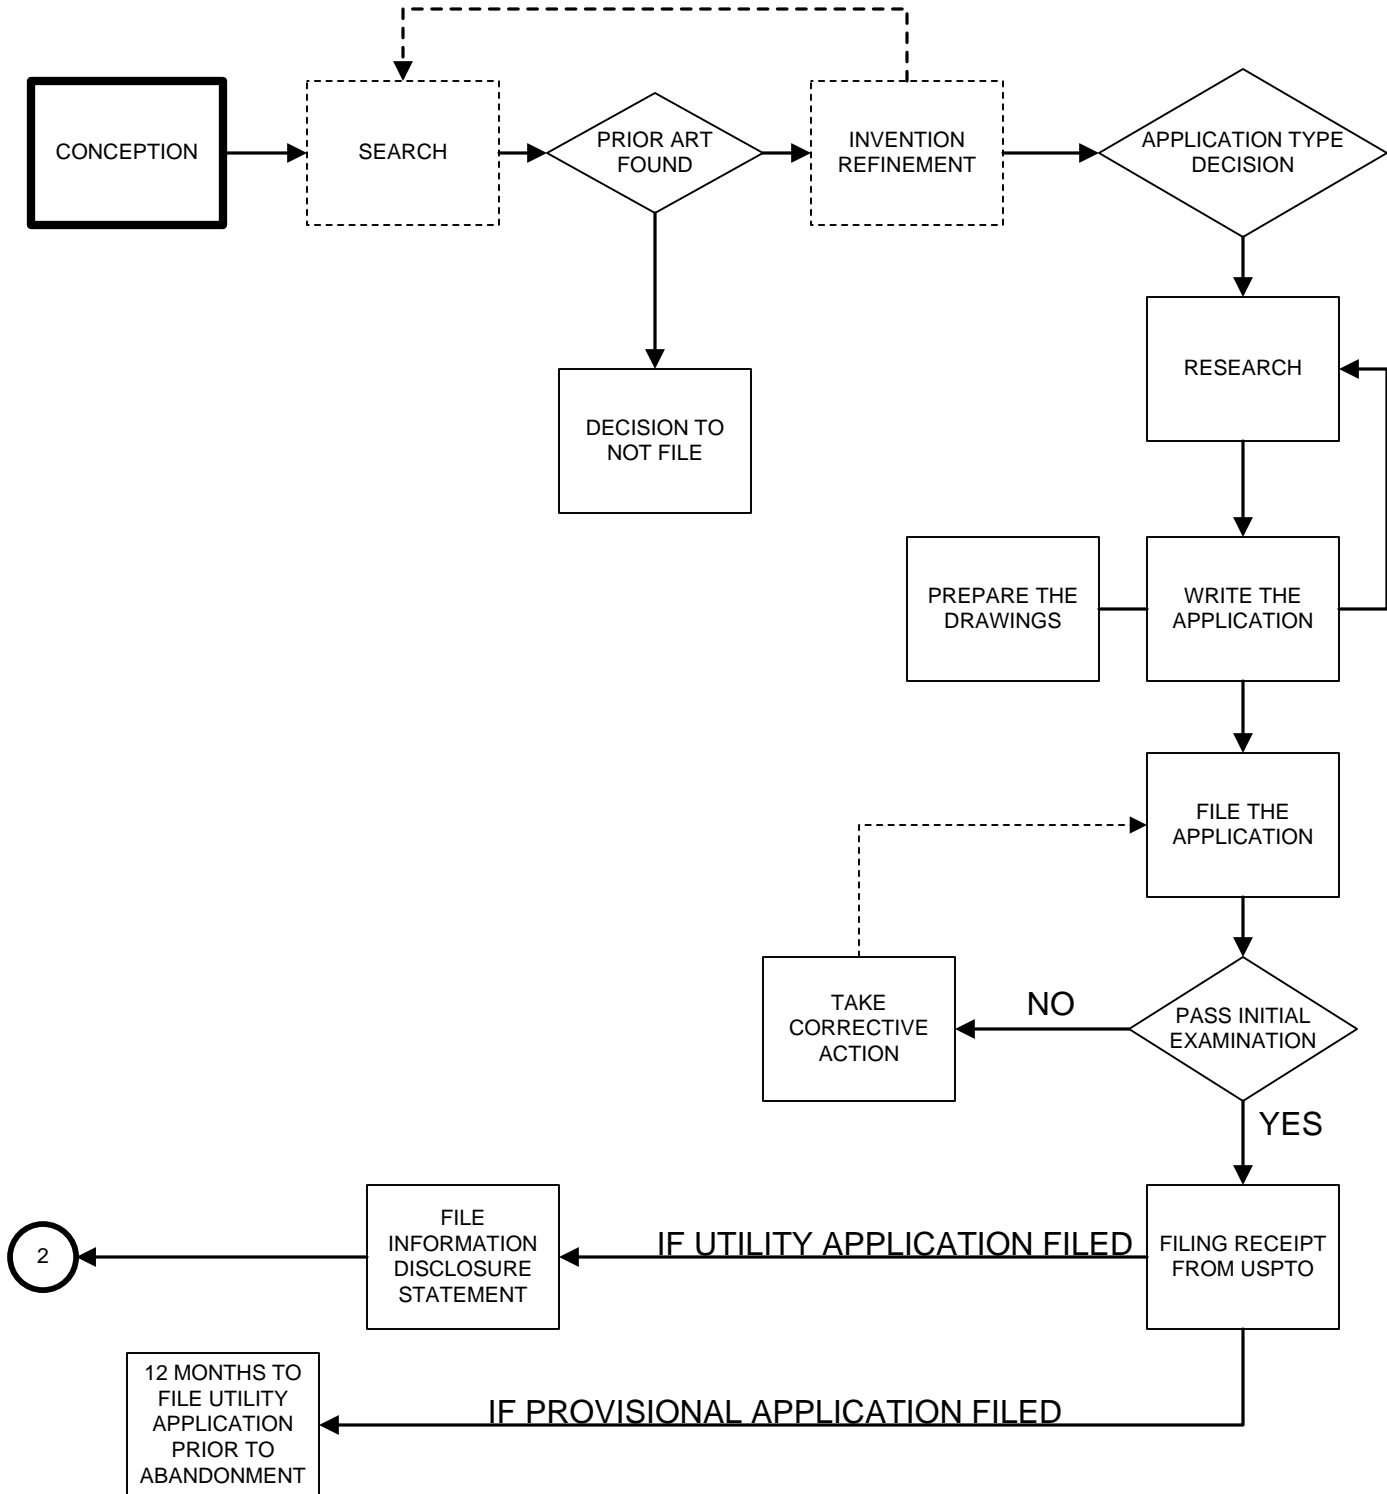 CONCEPTION
SEARCH
PRIOR ART
FOUND
INVENTION
REFINEMENT
APPLICATION TYPE
DECISION
RESEARCH
DECISION TO
NOT FILE
PREPARE THE
DRAWINGS
WRITE THE
APPLICATION
FILE THE
APPLICATION
TAKE
CORRECTIVE
ACTION
NO
PASS INITIAL
EXAMINATION
YES
2
FILE
INFORMATION
DISCLOSURE
STATEMENT
IF UTILITY APPLICATION FILED
FILING RECEIPT
FROM USPTO
12 MONTHS TO
FILE UTILITY
APPLICATION
PRIOR TO
ABANDONMENT
IF PROVISIONAL APPLICATION FILED